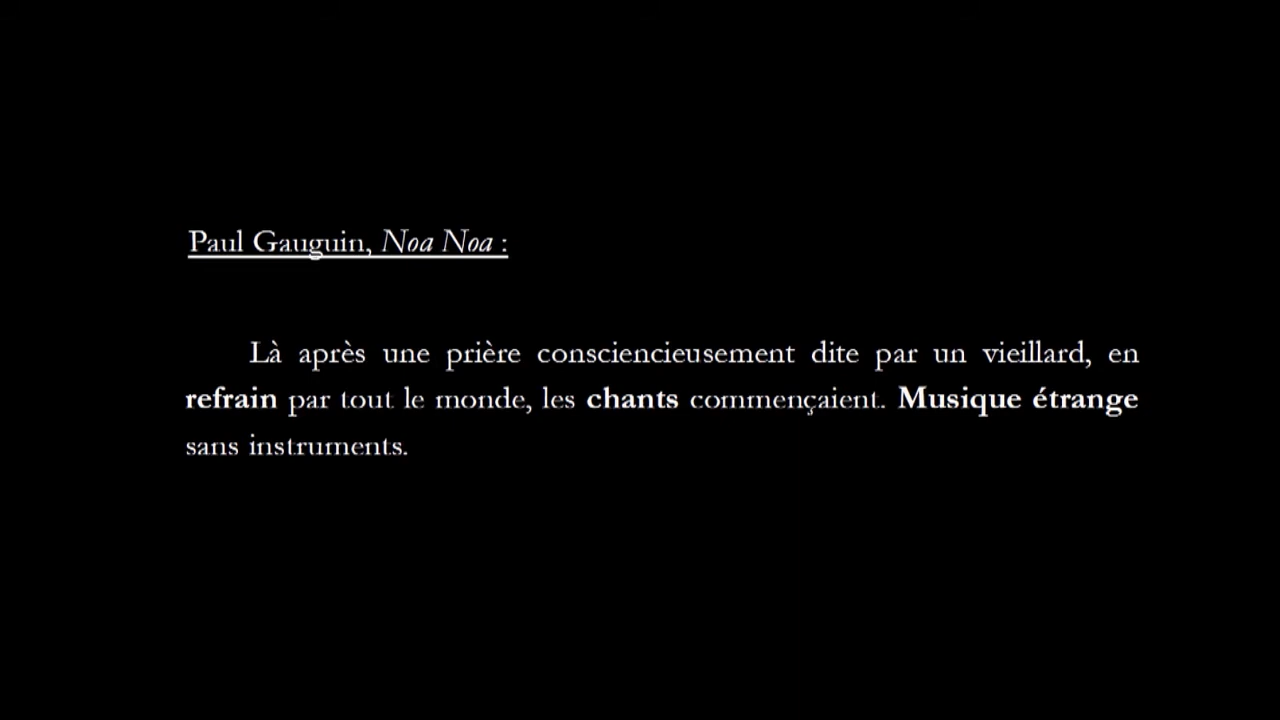 Paul Gauguin, Noa Noa :
Là après une prière consciencieusement dite par un vieillard, en
refrain par tout le monde, les chants commençaient. Musique étrange
sans instruments.